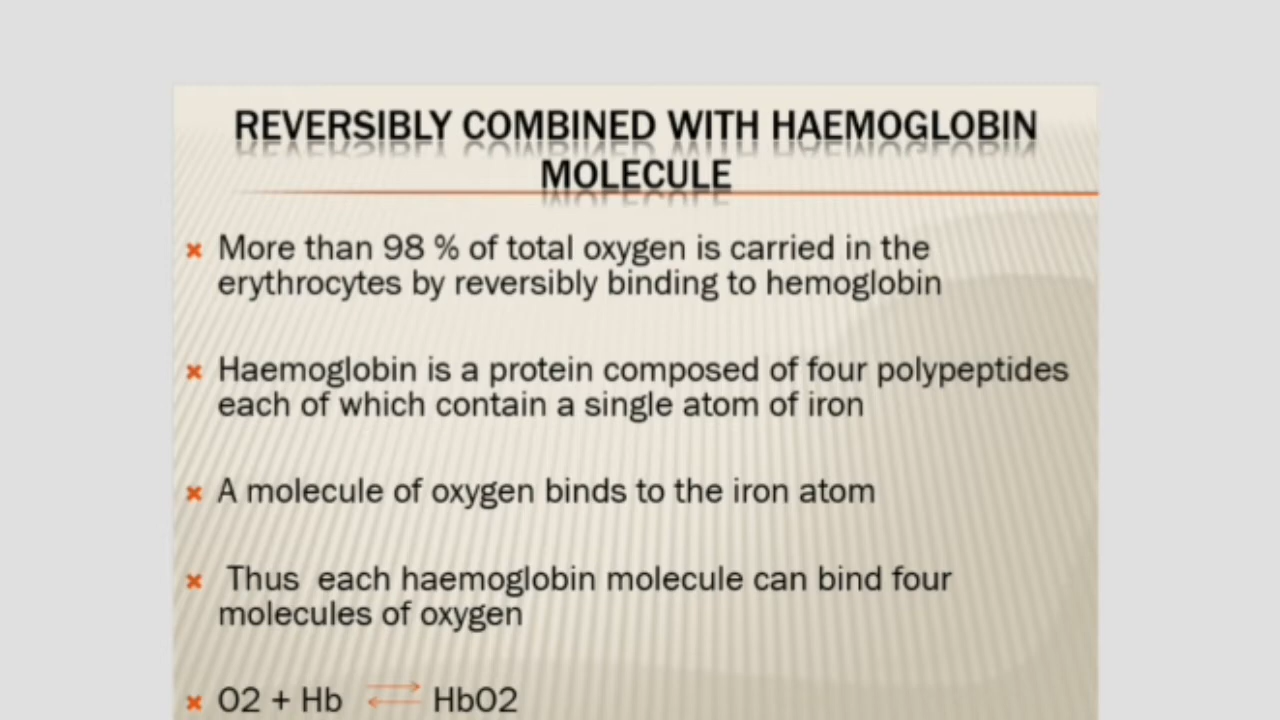 REVERSIBLY COMBINED WITH HAEMOGLOBIN
MOLECULE
More than 98 % of total oxygen is carried in the
erythrocytes by reversibly binding to hemoglobin
Haemoglobin is a protein composed of four polypeptides
each of which contain a single atom of iron
A molecule of oxygen binds to the iron atom
Thus each haemoglobin molecule can bind four
molecules of oxygen
O2 + Hb ⇄ HbO2